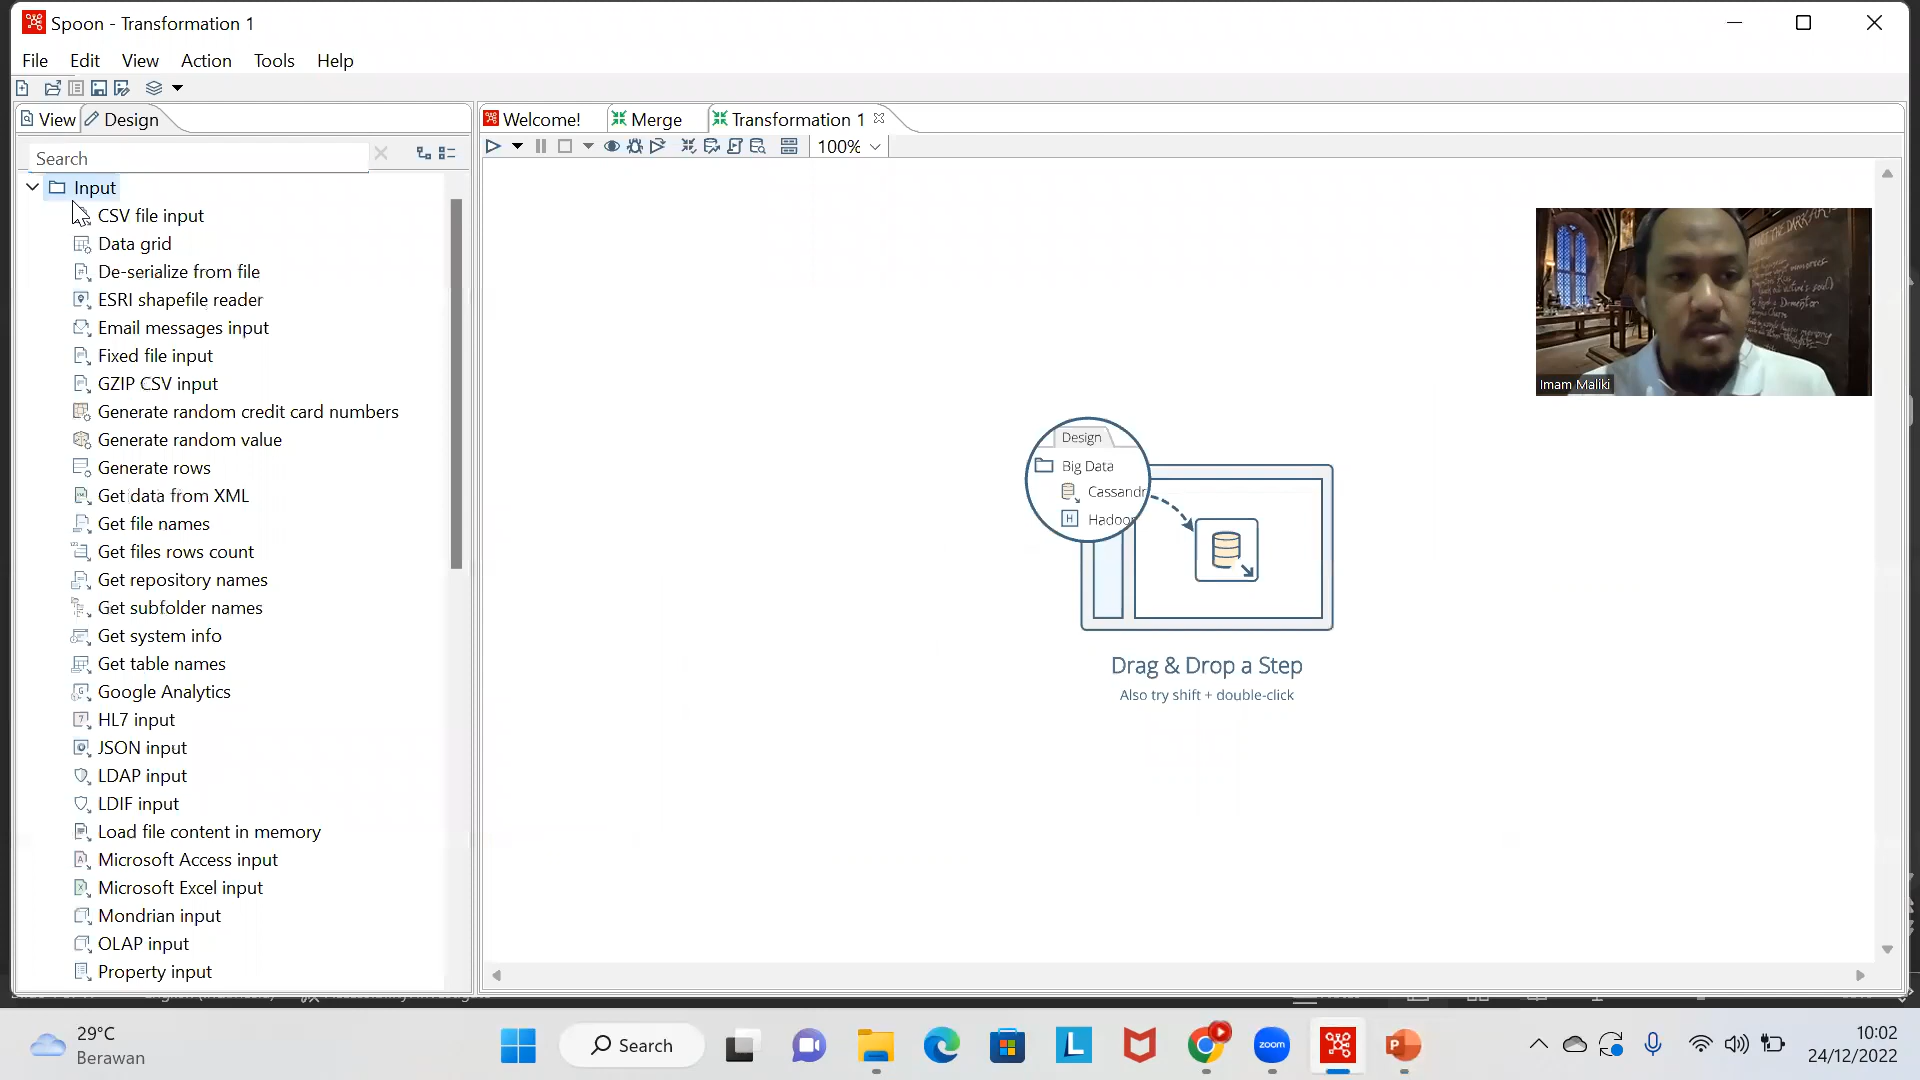 Spoon - Transformation 1
File Edit View Action Tools Help
View Design
Welcome! Merge Transformation 1
Search
100%
Input
CSV file input
Data grid
De-serialize from file
ESRI shapefile reader
Email messages input
Fixed file input
GZIP CSV input
Generate random credit card numbers
Generate random value
Generate rows
Get data from XML
Get file names
Get files rows count
Get repository names
Get subfolder names
Get system info
Get table names
Google Analytics
HL7 input
JSON input
LDAP input
LDIF input
Load file content in memory
Microsoft Access input
Microsoft Excel input
Mondrian input
OLAP input
Property input
Design
Big Data
Cassandr
Hadoop
Drag & Drop a Step
Also try shift + double-click
Imam Maliki
29°C
Berawan
Search
zoom
10:02
24/12/2022